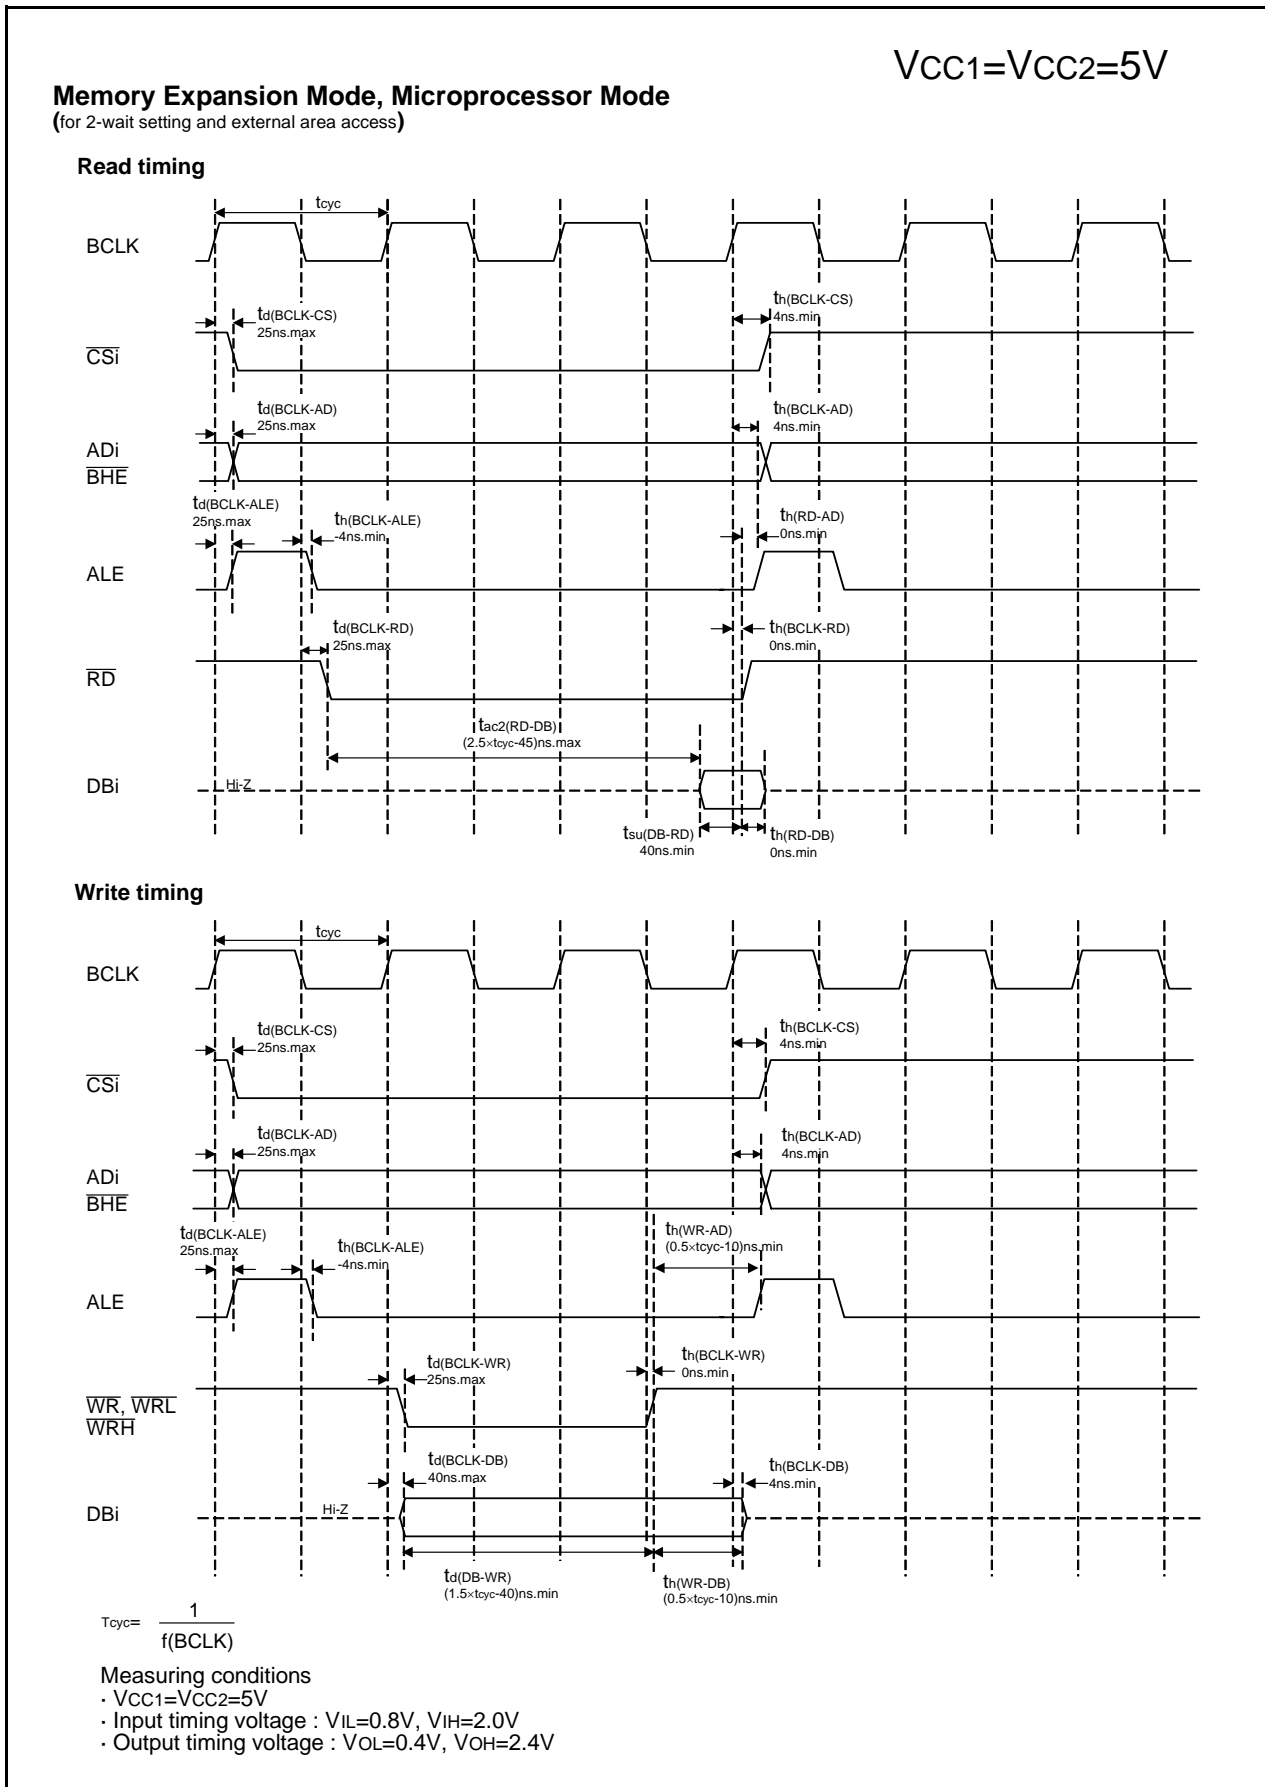 VCC1=VCC2=5V
Memory Expansion Mode, Microprocessor Mode
(for 2-wait setting and external area access)
Read timing
tcyc
BCLK
td(BCLK-CS)
25ns.max
th(BCLK-CS)
4ns.min
CSi
td(BCLK-AD)
25ns.max
th(BCLK-AD)
4ns.min
ADi
BHE
td(BCLK-ALE)
25ns.max
th(BCLK-ALE)
-4ns.min
th(RD-AD)
0ns.min
ALE
td(BCLK-RD)
25ns.max
th(BCLK-RD)
0ns.min
RD
tac2(RD-DB)
(2.5×tcyc-45)ns.max
DBi
Hi-Z
tsu(DB-RD)
40ns.min
th(RD-DB)
0ns.min
Write timing
tcyc
BCLK
td(BCLK-CS)
25ns.max
th(BCLK-CS)
4ns.min
CSi
td(BCLK-AD)
25ns.max
th(BCLK-AD)
4ns.min
ADi
BHE
td(BCLK-ALE)
25ns.max
th(BCLK-ALE)
-4ns.min
th(WR-AD)
(0.5×tcyc-10)ns.min
ALE
td(BCLK-WR)
25ns.max
th(BCLK-WR)
0ns.min
WR, WRL
WRH
td(BCLK-DB)
40ns.max
th(BCLK-DB)
4ns.min
DBi
Hi-Z
td(DB-WR)
(1.5×tcyc-40)ns.min
th(WR-DB)
(0.5×tcyc-10)ns.min
Tcyc=
1
f(BCLK)
Measuring conditions
· VCC1=VCC2=5V
· Input timing voltage : VIL=0.8V, VIH=2.0V
· Output timing voltage : VOL=0.4V, VOH=2.4V